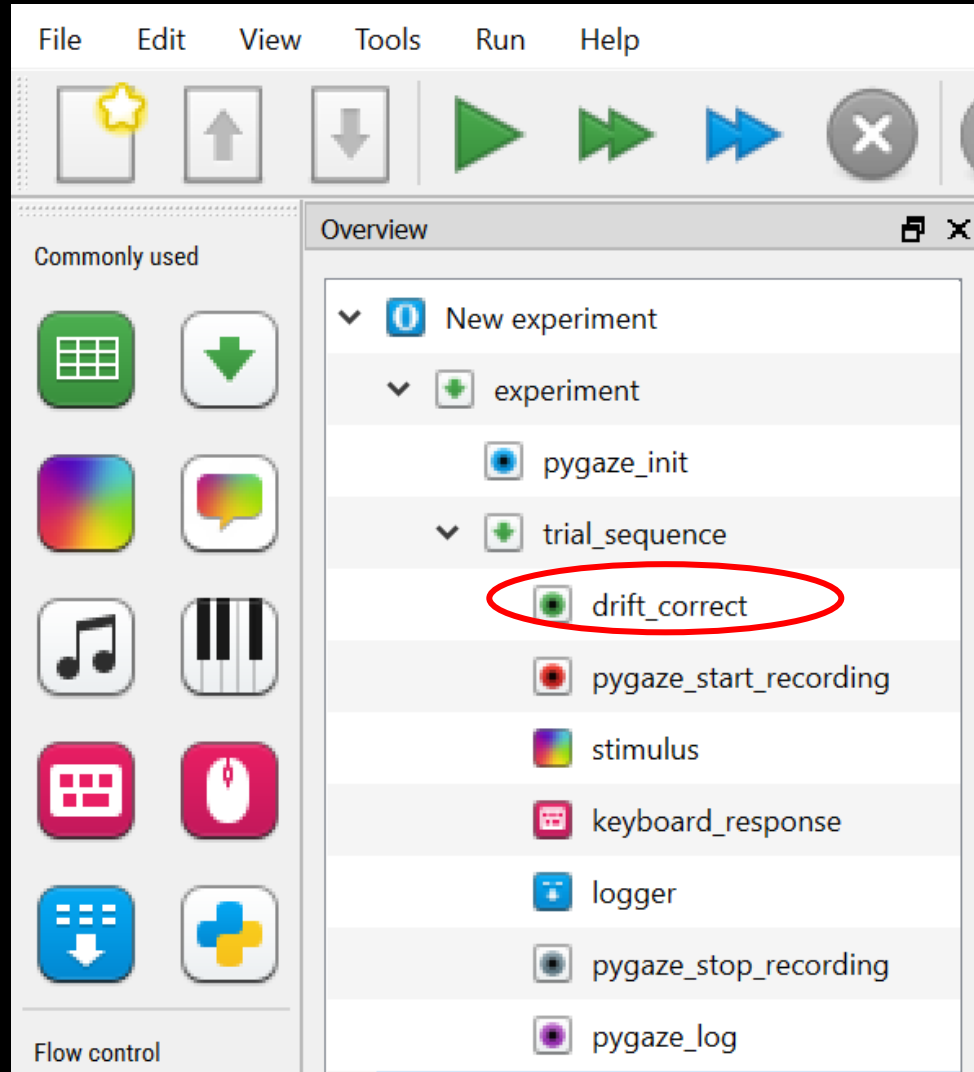 File Edit View Tools Run Help
Overview
Commonly used
New experiment
experiment
pygaze_init
trial_sequence
drift_correct
pygaze_start_recording
stimulus
keyboard_response
logger
pygaze_stop_recording
pygaze_log
Flow control